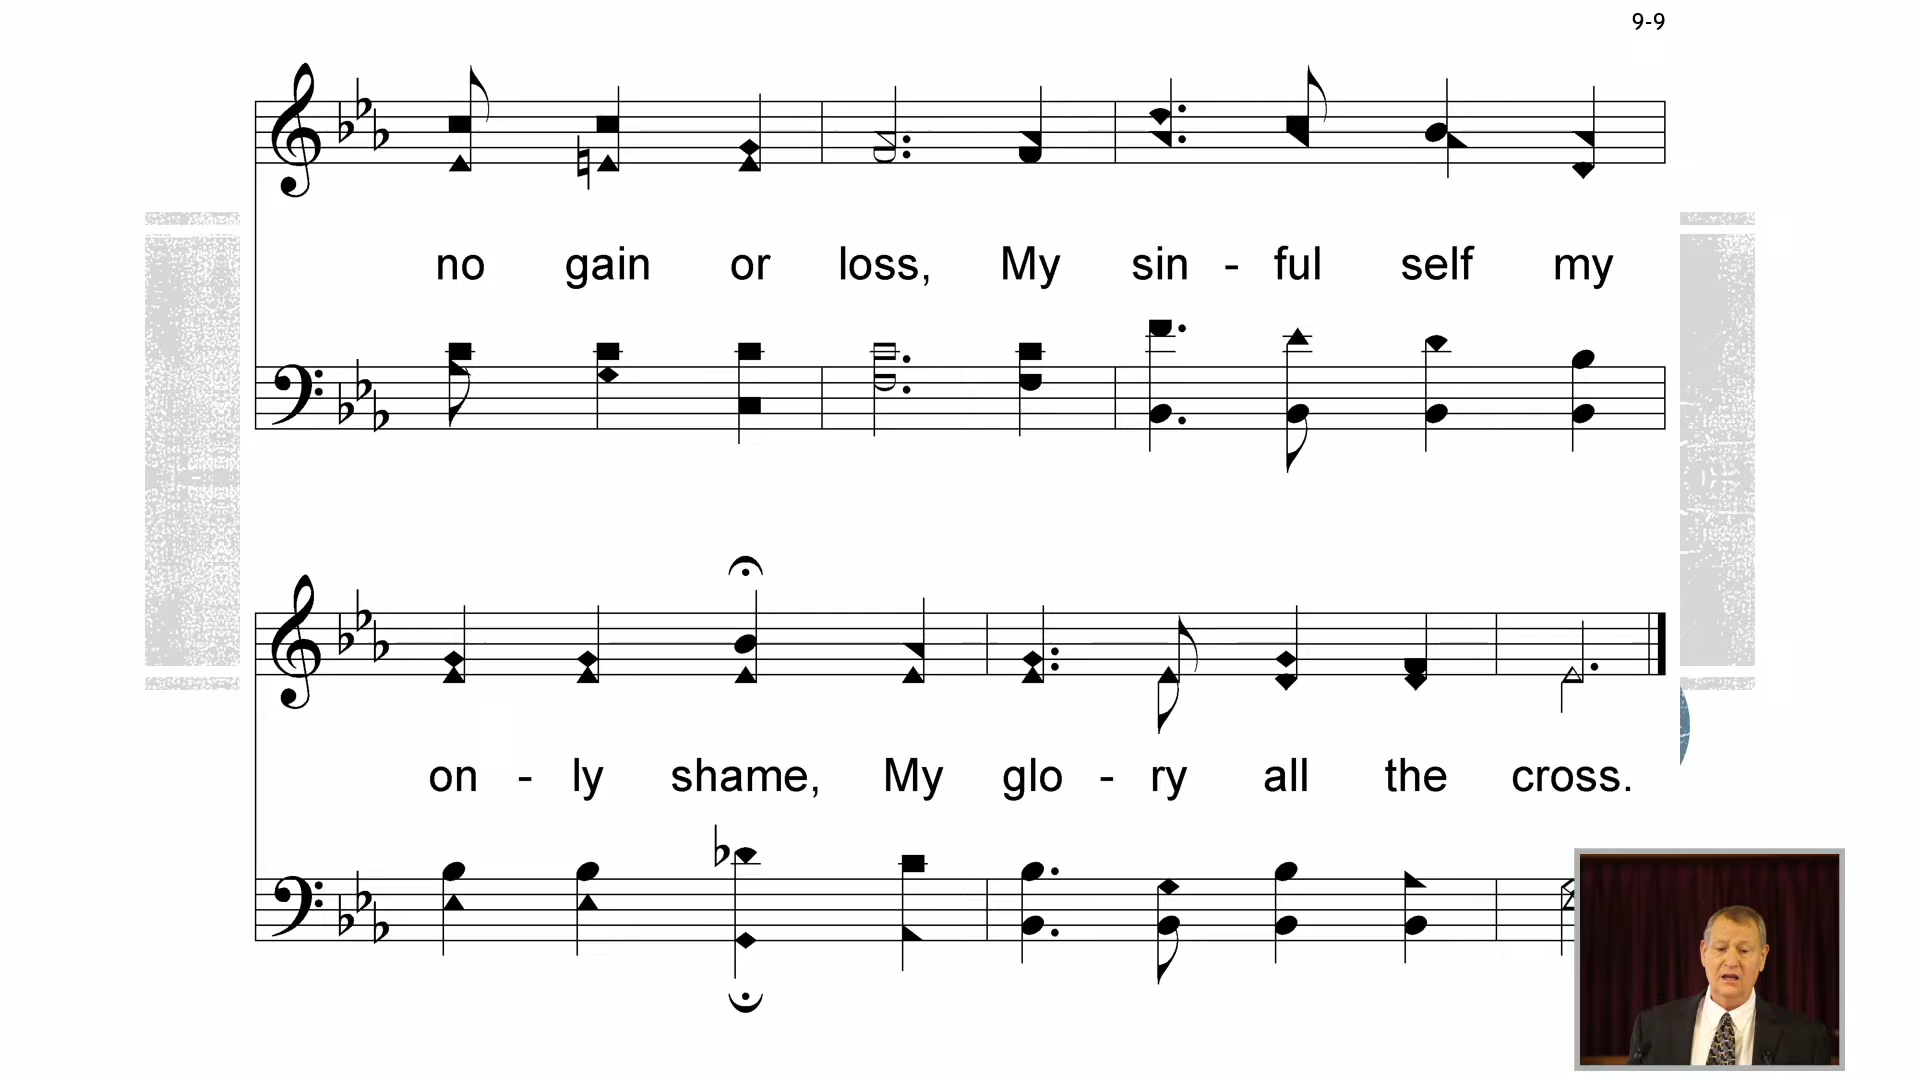 9-9
no gain or loss, My sin - ful self my
on - ly shame, My glo - ry all the cross.